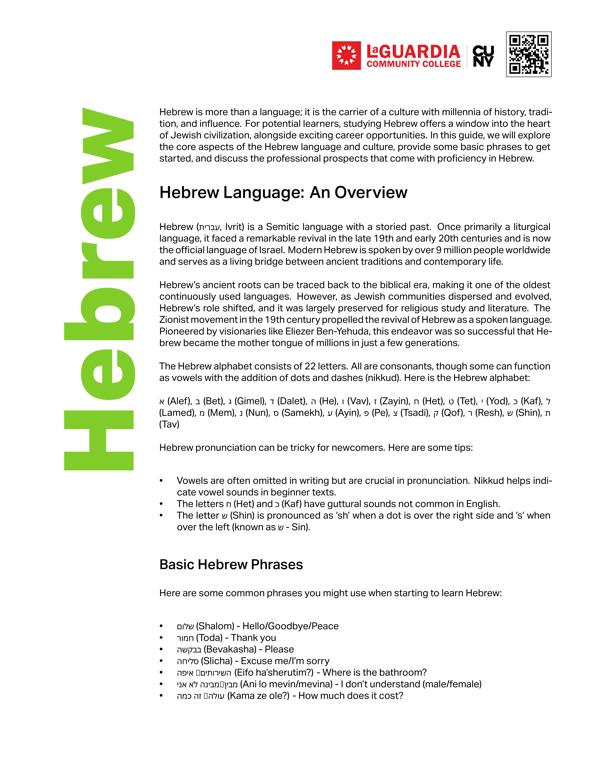 LAGUARDIA
COMMUNITY COLLEGE
CU
NY
Hebrew
Hebrew is more than a language; it is the carrier of a culture with millennia of history, tradi-
tion, and influence. For potential learners, studying Hebrew offers a window into the heart
of Jewish civilization, alongside exciting career opportunities. In this guide, we will explore
the core aspects of the Hebrew language and culture, provide some basic phrases to get
started, and discuss the professional prospects that come with proficiency in Hebrew.
Hebrew Language: An Overview
Hebrew (עברית, Ivrit) is a Semitic language with a storied past. Once primarily a liturgical
language, it faced a remarkable revival in the late 19th and early 20th centuries and is now
the official language of Israel. Modern Hebrew is spoken by over 9 million people worldwide
and serves as a living bridge between ancient traditions and contemporary life.
Hebrew's ancient roots can be traced back to the biblical era, making it one of the oldest
continuously used languages. However, as Jewish communities dispersed and evolved,
Hebrew's role shifted, and it was largely preserved for religious study and literature. The
Zionist movement in the 19th century propelled the revival of Hebrew as a spoken language.
Pioneered by visionaries like Eliezer Ben-Yehuda, this endeavor was so successful that He-
brew became the mother tongue of millions in just a few generations.
The Hebrew alphabet consists of 22 letters. All are consonants, though some can function
as vowels with the addition of dots and dashes (nikkud). Here is the Hebrew alphabet:
א (Alef), ב (Bet), ג (Gimel), ד (Dalet), ה (He), ו (Vav), ז (Zayin), ח (Het), ט (Tet), י (Yod), כ (Kaf), ל
(Lamed), מ (Mem), נ (Nun), ס (Samekh), ע (Ayin), פ (Pe), צ (Tsadi), ק (Qof), ר (Resh), ש (Shin), ת
(Tav)
Hebrew pronunciation can be tricky for newcomers. Here are some tips:
• Vowels are often omitted in writing but are crucial in pronunciation. Nikkud helps indi-
cate vowel sounds in beginner texts.
• The letters ח (Het) and כ (Kaf) have guttural sounds not common in English.
• The letter ש (Shin) is pronounced as 'sh' when a dot is over the right side and 's' when
over the left (known as ש - Sin).
Basic Hebrew Phrases
Here are some common phrases you might use when starting to learn Hebrew:
• שלום (Shalom) - Hello/Goodbye/Peace
• חמור (Toda) - Thank you
• בבקשה (Bevakasha) - Please
• סליחה (Slicha) - Excuse me/I'm sorry
• השירותים איפה (Eifo ha'sherutim?) - Where is the bathroom?
• מבין מבינה לא אני (Ani lo mevin/mevina) - I don't understand (male/female)
• עולה זה כמה (Kama ze ole?) - How much does it cost?